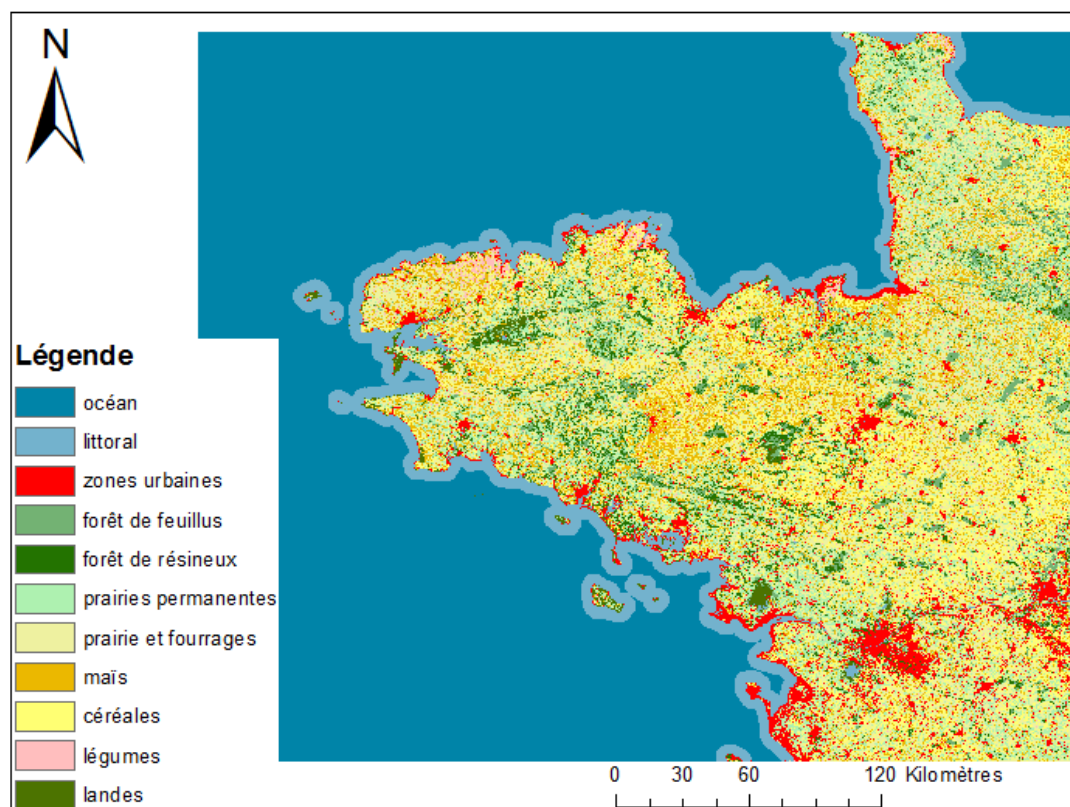 N
Légende
océan
littoral
zones urbaines
forêt de feuillus
forêt de résineux
prairies permanentes
prairie et fourrages
maïs
céréales
légumes
landes
0 30 60 120 Kilomètres